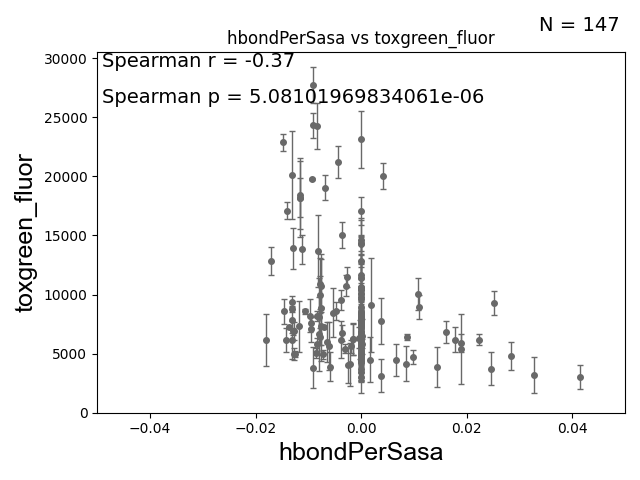 N = 147
hbondPerSasa vs toxgreen_fluor
Spearman r = -0.37
Spearman p = 5.08101969834061e-06
toxgreen_fluor
30000
25000
20000
15000
10000
5000
0
−0.04
−0.02
0.00
0.02
0.04
hbondPerSasa